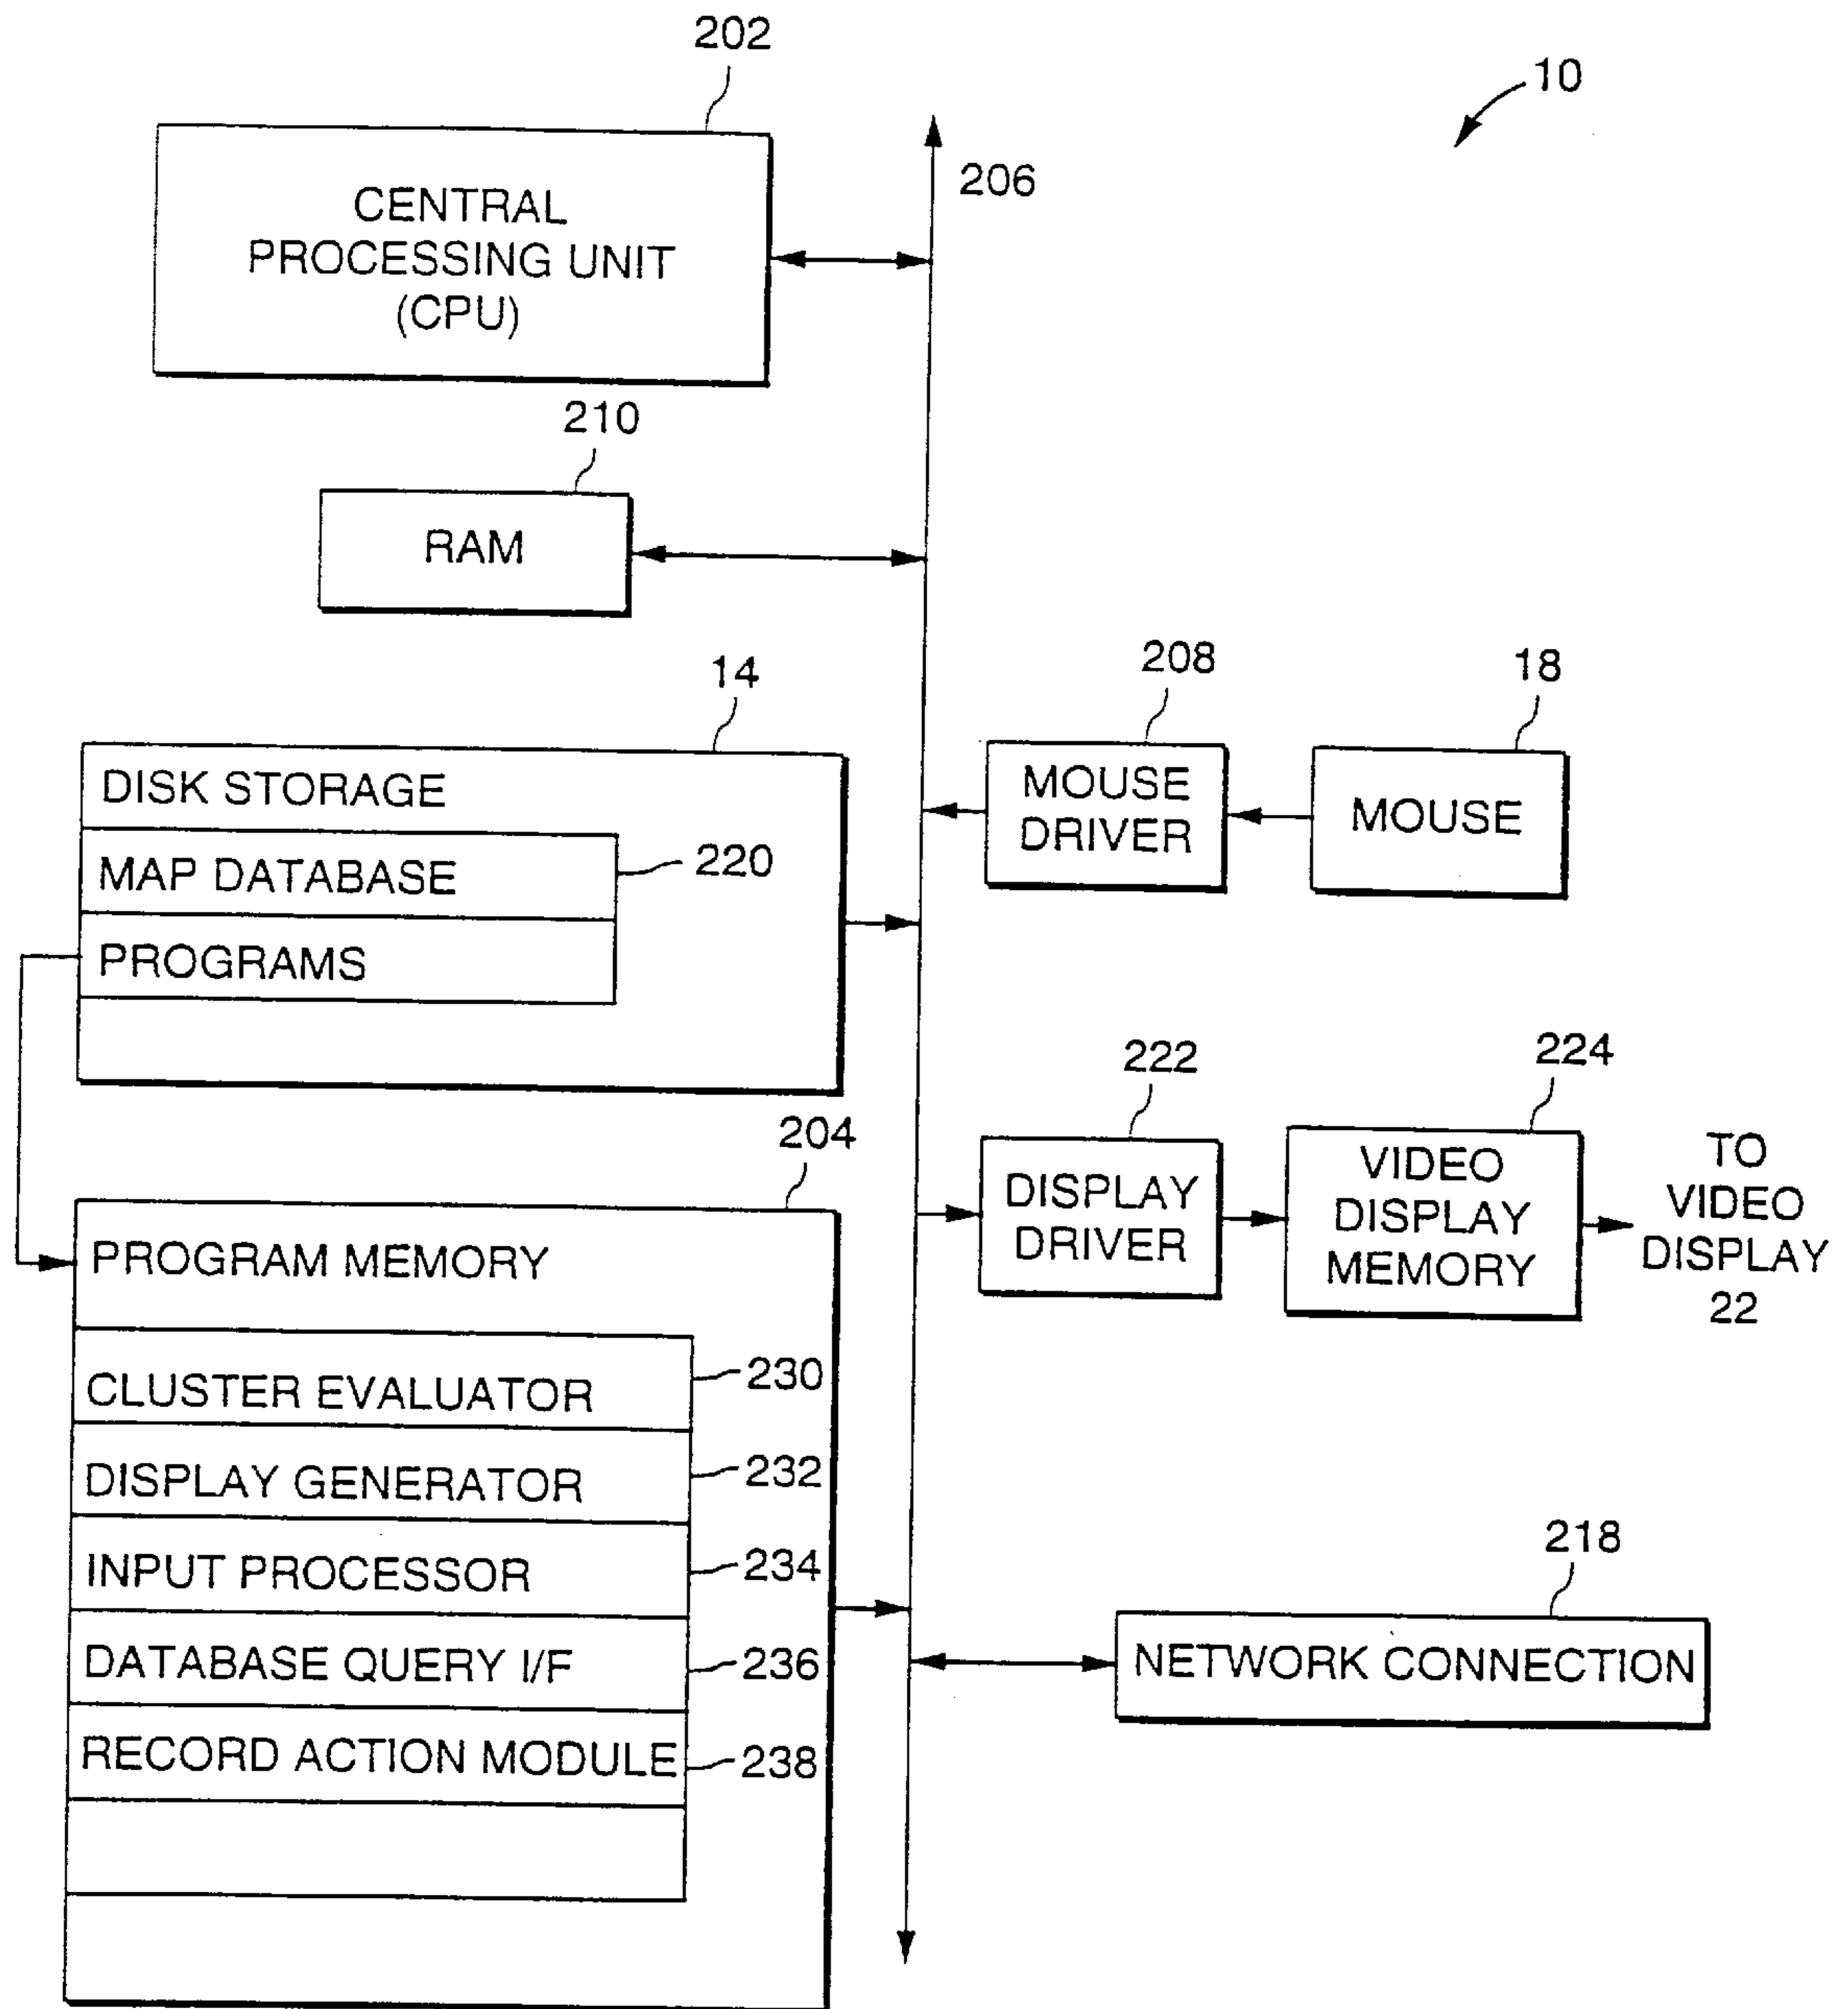 202
10
206
CENTRAL
PROCESSING UNIT
(CPU)
210
RAM
14
208
18
DISK STORAGE
MAP DATABASE
220
PROGRAMS
MOUSE
DRIVER
MOUSE
222
224
204
DISPLAY
DRIVER
VIDEO
DISPLAY
MEMORY
TO
VIDEO
DISPLAY
22
PROGRAM MEMORY
CLUSTER EVALUATOR
230
DISPLAY GENERATOR
232
INPUT PROCESSOR
234
DATABASE QUERY I/F
236
RECORD ACTION MODULE
238
218
NETWORK CONNECTION